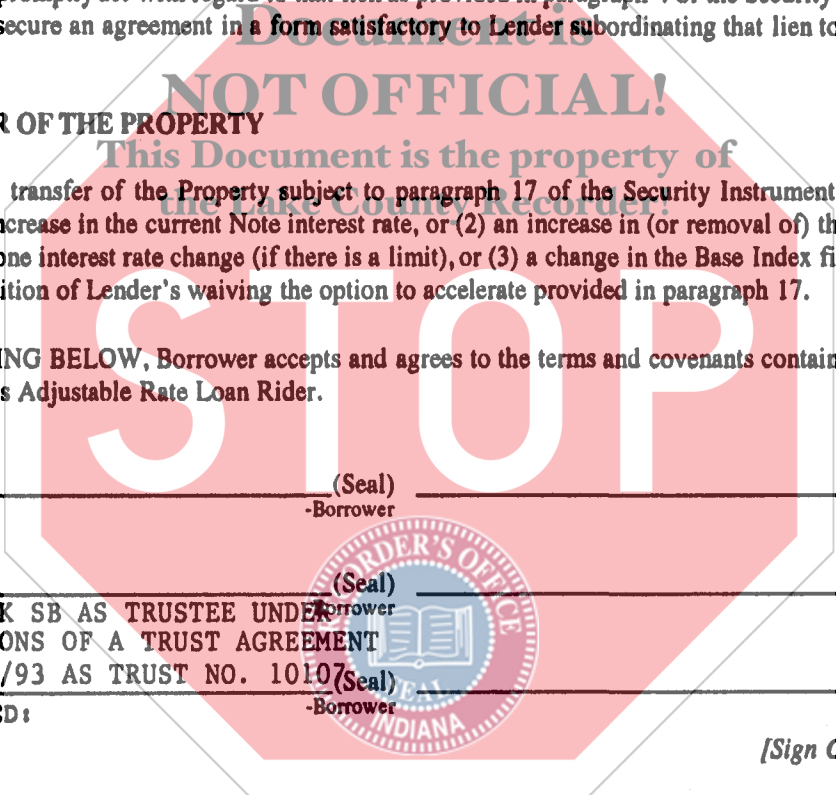 secure an agreement in a form satisfactory to Lender subordinating that lien to
Document is
NOT OFFICIAL!
R OF THE PROPERTY
This Document is the property of
the Lake County Recorder!
transfer of the Property subject to paragraph 17 of the Security Instrument
crease in the current Note interest rate, or (2) an increase in (or removal of) th
one interest rate change (if there is a limit), or (3) a change in the Base Index fi
ition of Lender's waiving the option to accelerate provided in paragraph 17.
STOP
NG BELOW, Borrower accepts and agrees to the terms and covenants contain
s Adjustable Rate Loan Rider.
(Seal)
-Borrower
(Seal)
-Borrower
K SB AS TRUSTEE UNDER
ONS OF A TRUST AGREEMENT
/93 AS TRUST NO. 10107
(Seal)
-Borrower
D:
RECORDER'S OFFICE
SEAL
INDIANA
[Sign O